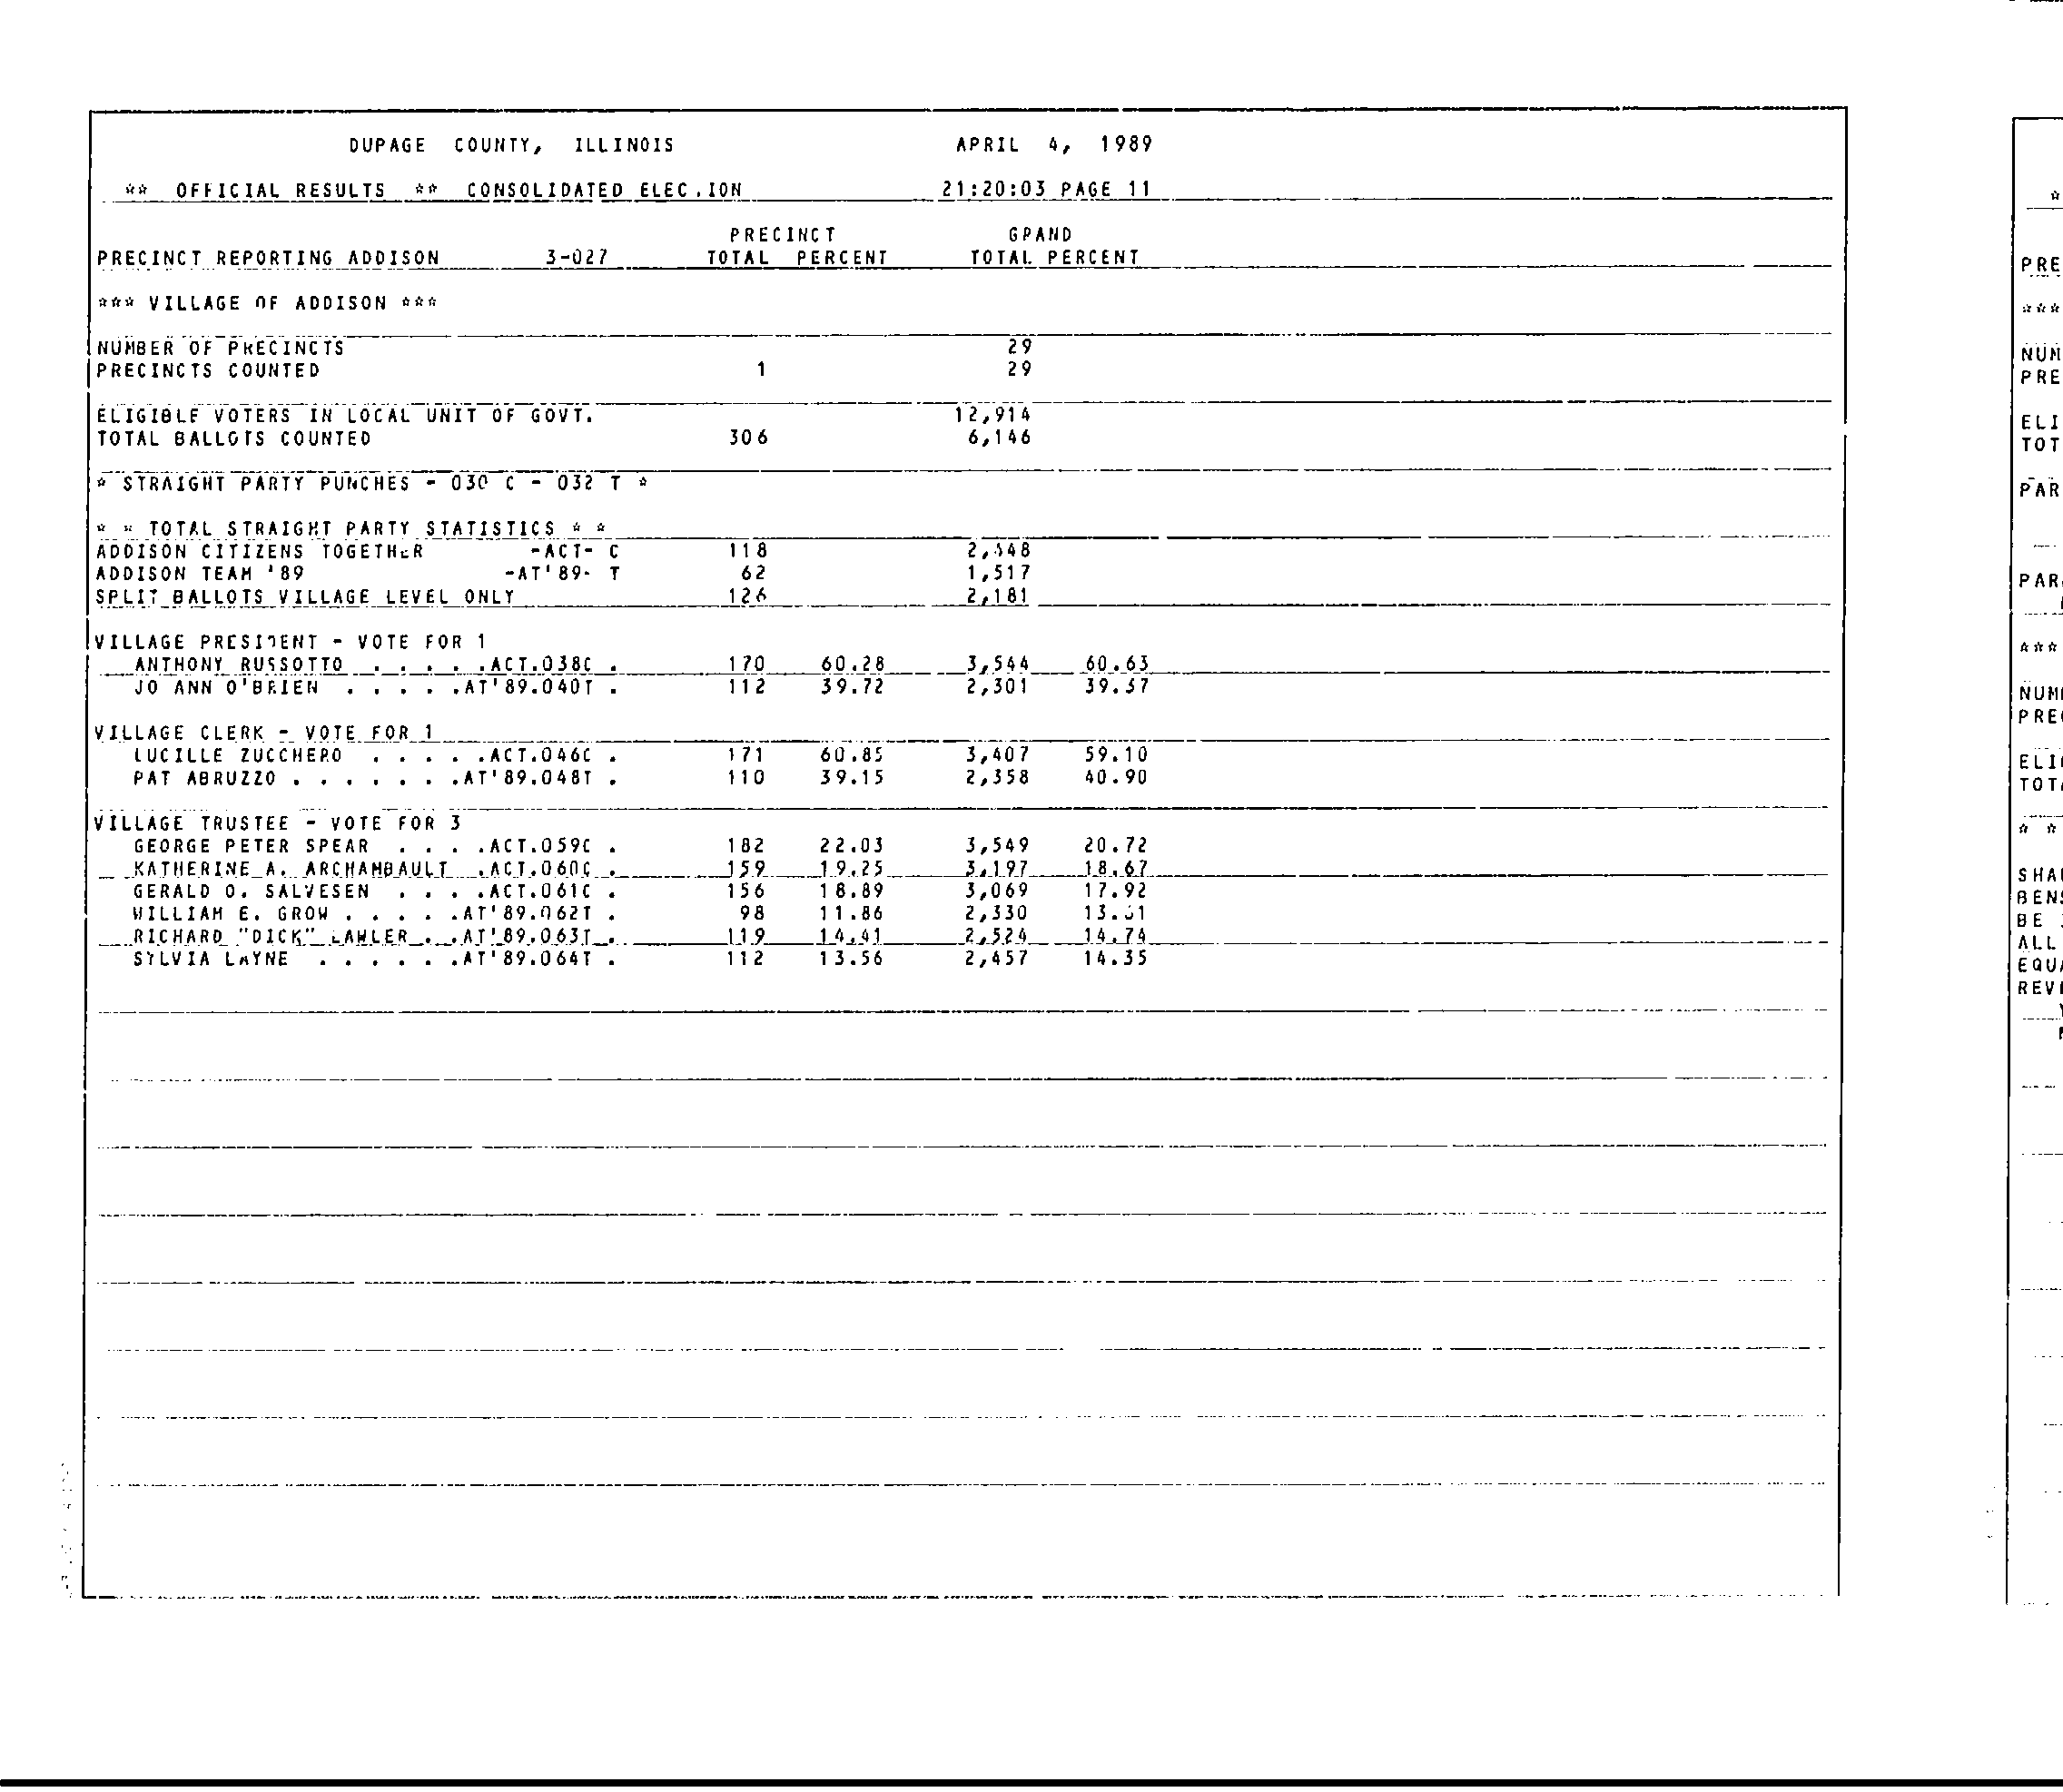 DUPAGE COUNTY, ILLINOIS APRIL 4, 1989
** OFFICIAL RESULTS ** CONSOLIDATED ELEC.ION 21:20:03 PAGE 11
PRECINCT GRAND
PRECINCT REPORTING ADDISON 3-027 TOTAL PERCENT TOTAL PERCENT
*** VILLAGE OF ADDISON ***
NUMBER OF PRECINCTS 29
PRECINCTS COUNTED 1 29
ELIGIBLE VOTERS IN LOCAL UNIT OF GOVT. 12,914
TOTAL BALLOTS COUNTED 306 6,146
* STRAIGHT PARTY PUNCHES - 030 C - 032 T *
* * TOTAL STRAIGHT PARTY STATISTICS * *
ADDISON CITIZENS TOGETHER -ACT- C 118 2,448
ADDISON TEAM '89 -AT'89- T 62 1,517
SPLIT BALLOTS VILLAGE LEVEL ONLY 126 2,181
VILLAGE PRESIDENT - VOTE FOR 1
ANTHONY RUSSOTTO . . . . .ACT.038C . 170 60.28 3,544 60.63
JO ANN O'BRIEN . . . . .AT'89.040T . 112 39.72 2,301 39.37
VILLAGE CLERK - VOTE FOR 1
LUCILLE ZUCCHERO . . . . .ACT.046C . 171 60.85 3,407 59.10
PAT ABRUZZO . . . . . . .AT'89.048T . 110 39.15 2,358 40.90
VILLAGE TRUSTEE - VOTE FOR 3
GEORGE PETER SPEAR . . . .ACT.059C . 182 22.03 3,549 20.72
KATHERINE A. ARCHAMBAULT .ACT.060C . 159 19.25 3,197 18.67
GERALD O. SALVESEN . . . .ACT.061C . 156 18.89 3,069 17.92
WILLIAM E. GROW . . . . .AT'89.062T . 98 11.86 2,330 13.61
RICHARD "DICK" LAWLER . .AT'89.063T . 119 14.41 2,524 14.74
SYLVIA LAYNE . . . . . .AT'89.064T . 112 13.56 2,457 14.35
*
PRE
***
NUM
PRE
ELI
TOT
PAR
PAR
***
NUM
PRE
ELI
TOT
* *
SHA
BENS
BE
ALL
EQU
REV